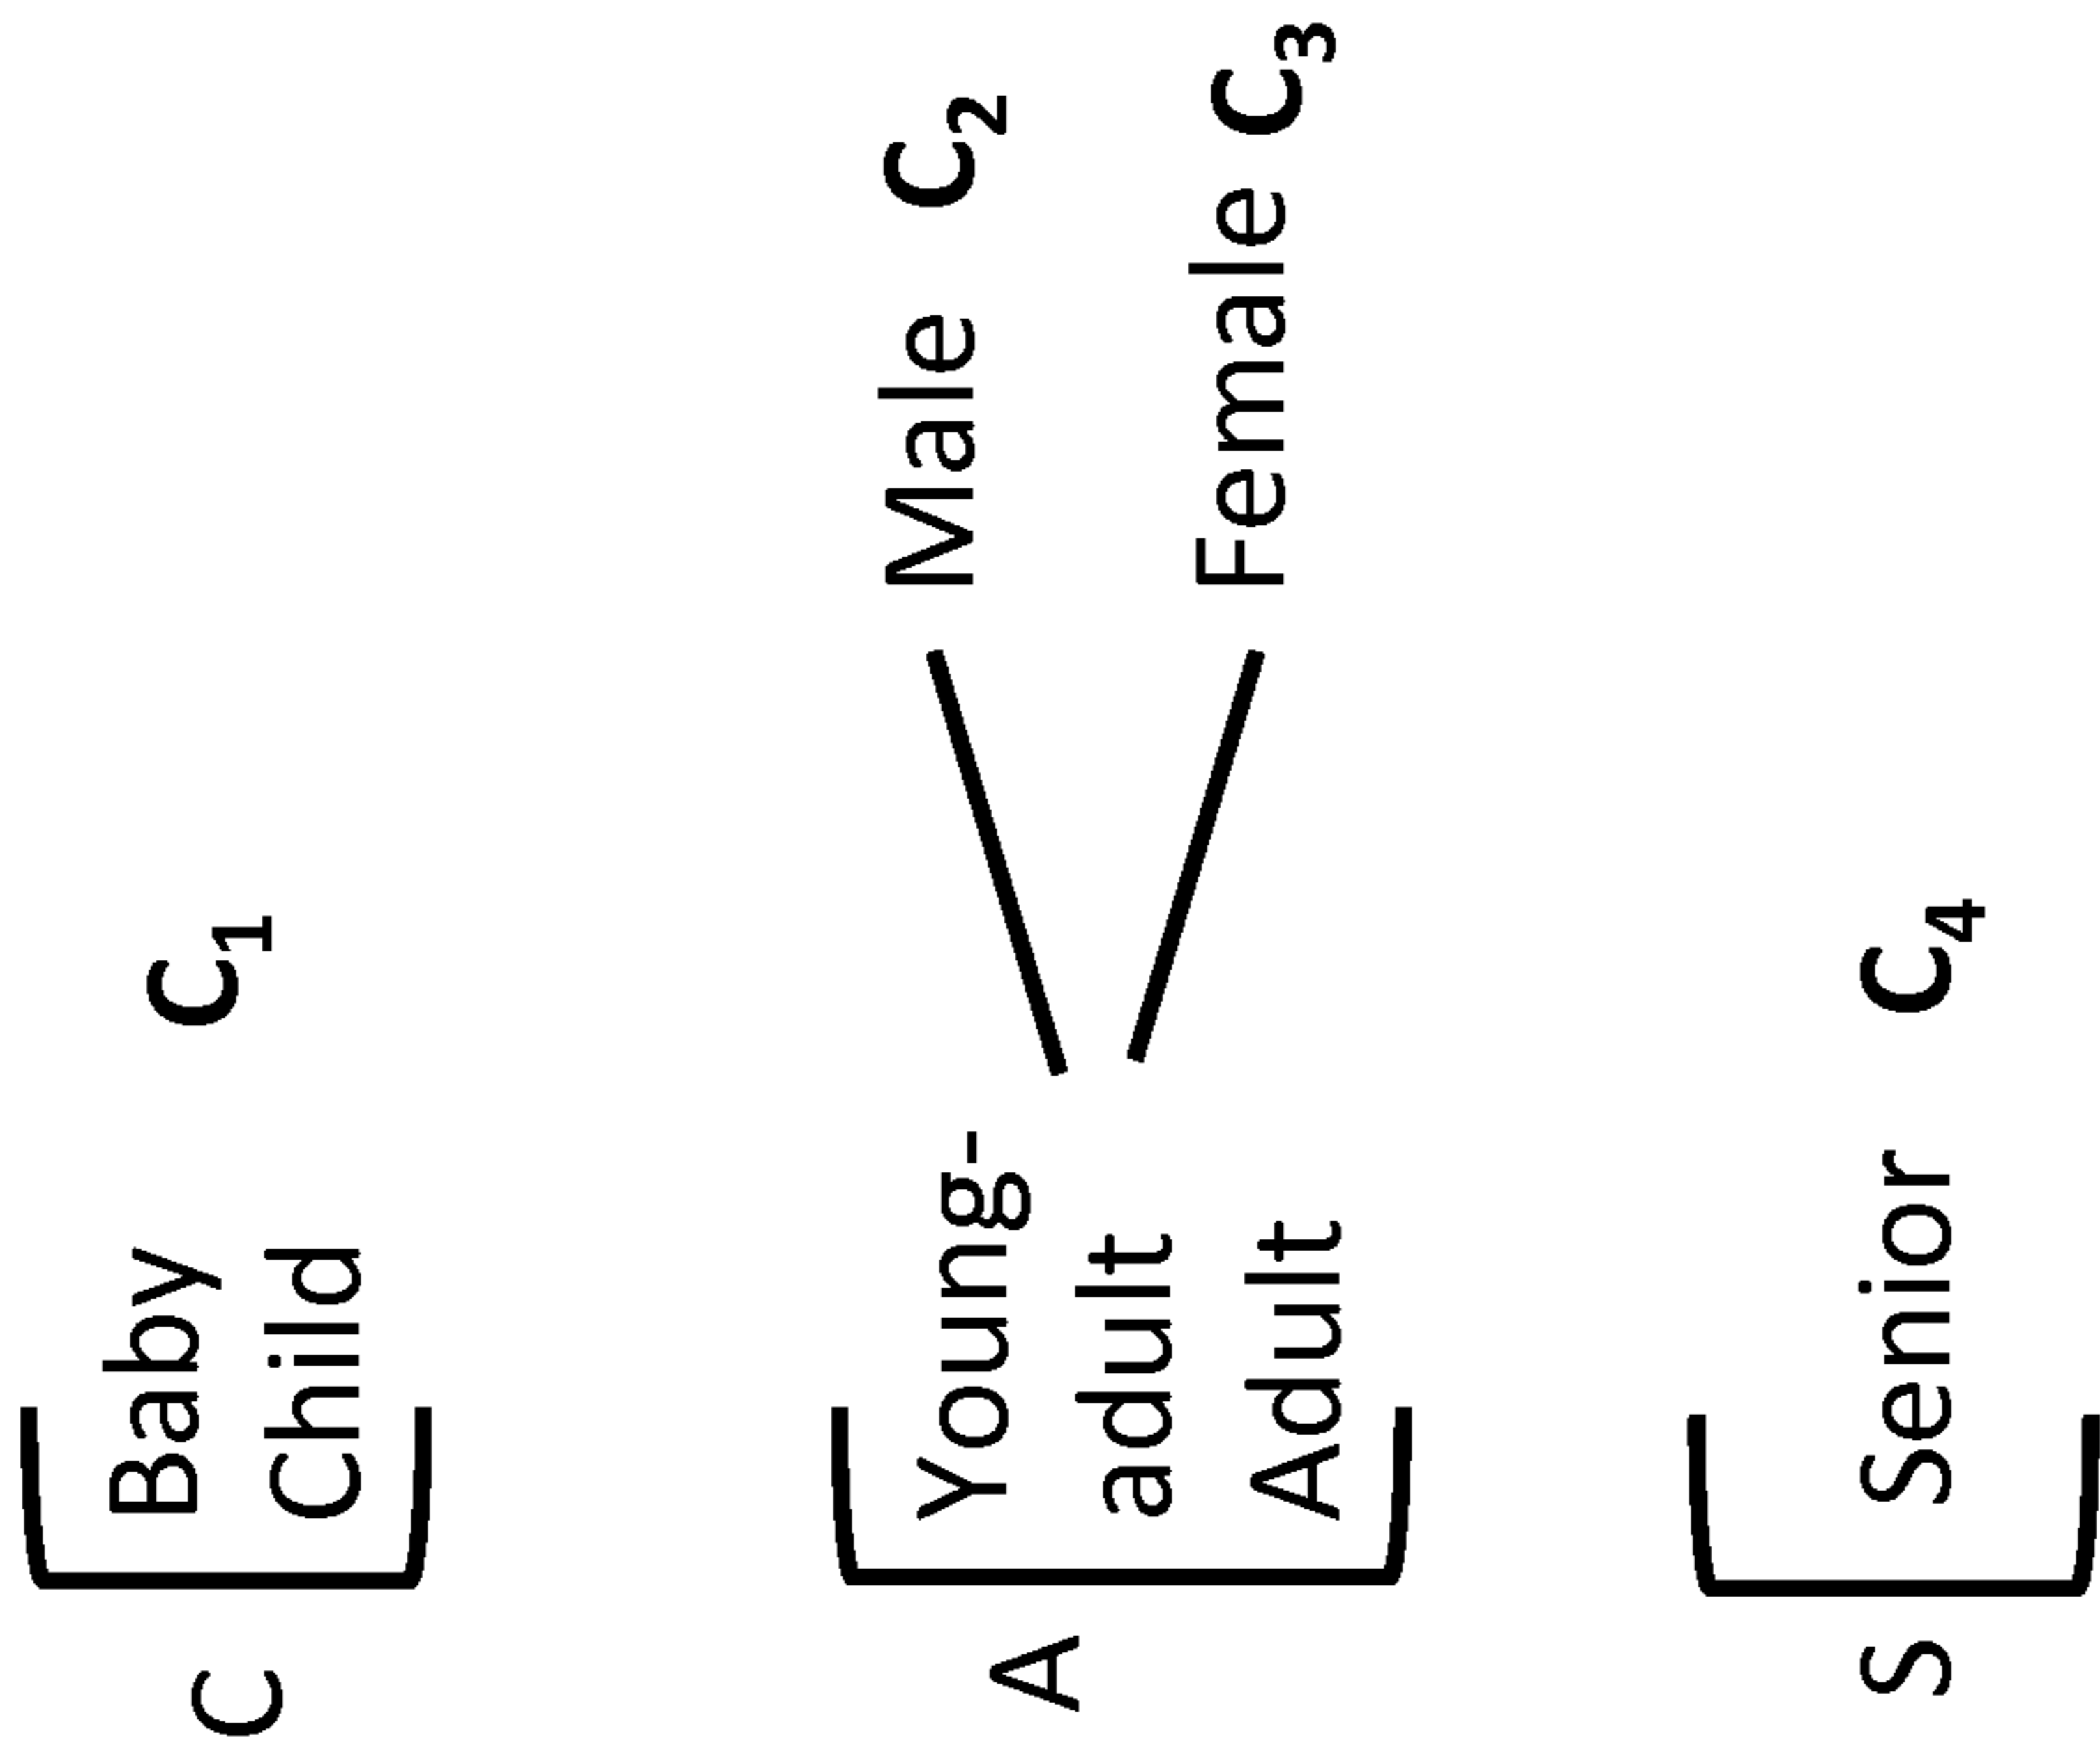 C
Baby
Child
C1
A
Young-
adult
Adult
Male C2
Female C3
S
Senior C4